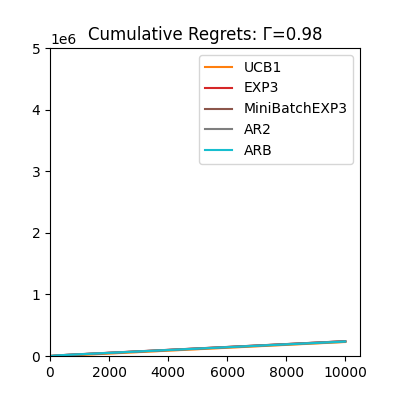 Cumulative Regrets: Γ=0.98
1e6
5
4
3
2
1
0
UCB1
EXP3
MiniBatchEXP3
AR2
ARB
0 2000 4000 6000 8000 10000